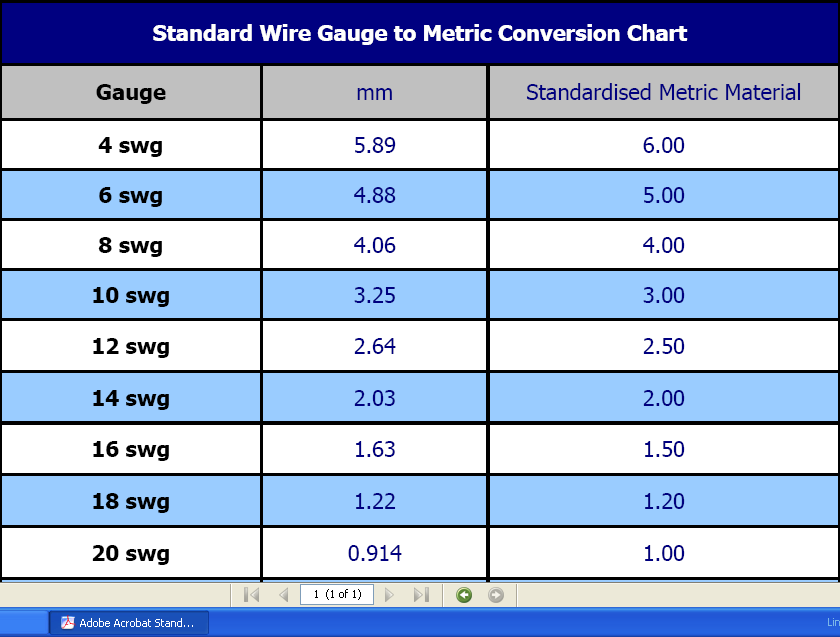 Standard Wire Gauge to Metric Conversion Chart
Gauge mm Standardised Metric Material
4 swg 5.89 6.00
6 swg 4.88 5.00
8 swg 4.06 4.00
10 swg 3.25 3.00
12 swg 2.64 2.50
14 swg 2.03 2.00
16 swg 1.63 1.50
18 swg 1.22 1.20
20 swg 0.914 1.00
1 (1 of 1)
Adobe Acrobat Stand...